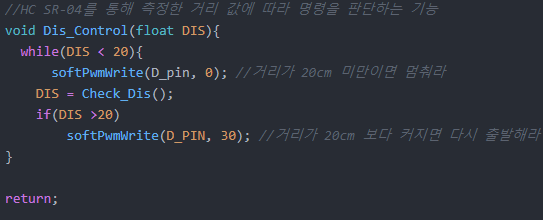 //HC SR-04를 통해 측정한 거리 값에 따라 명령을 판단하는 기능
void Dis_Control(float DIS){
  while(DIS < 20){
      softPwmWrite(D_pin, 0); //거리가 20cm 미만이면 멈춰라
    DIS = Check_Dis();
    if(DIS >20)
        softPwmWrite(D_PIN, 30); //거리가 20cm 보다 커지면 다시 출발해라
}

return;